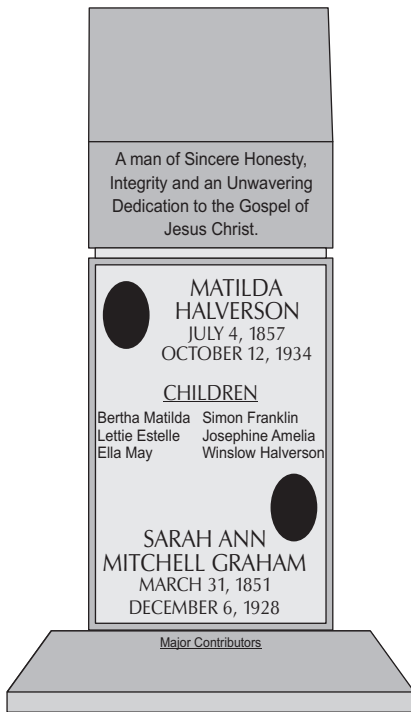 A man of Sincere Honesty,
Integrity and an Unwavering
Dedication to the Gospel of
Jesus Christ.
MATILDA
HALVERSON
JULY 4, 1857
OCTOBER 12, 1934
CHILDREN
Bertha Matilda Simon Franklin
Lettie Estelle Josephine Amelia
Ella May Winslow Halverson
SARAH ANN
MITCHELL GRAHAM
MARCH 31, 1851
DECEMBER 6, 1928
Major Contributors